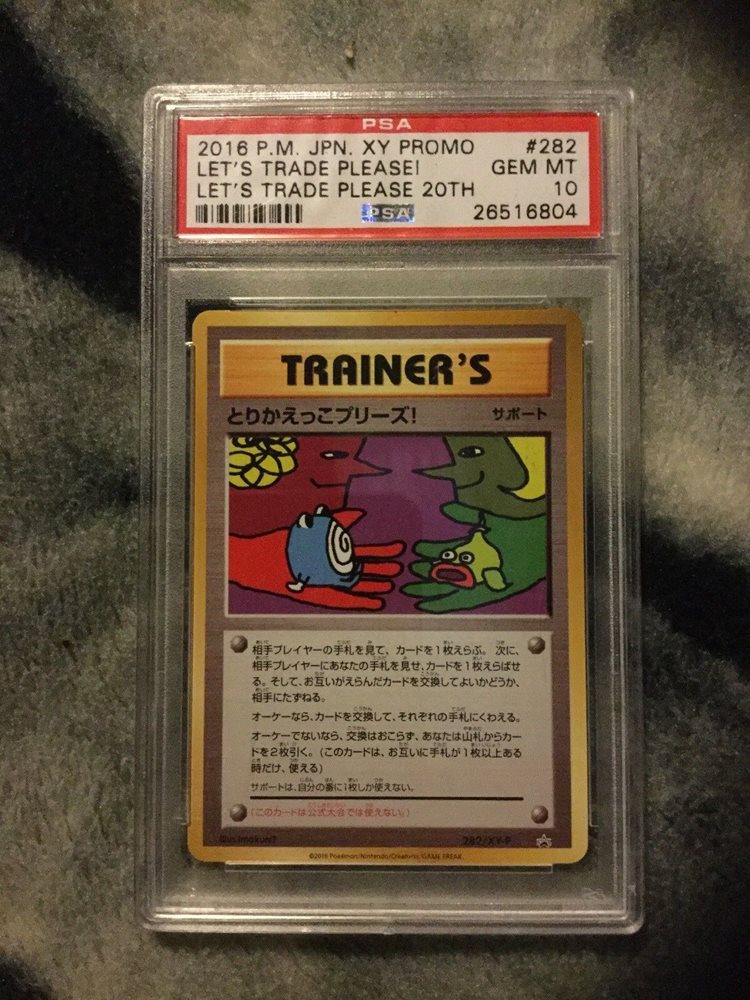 PSA
2016 P.M. JPN. XY PROMO #282
LET'S TRADE PLEASE! GEM MT
LET'S TRADE PLEASE 20TH 10
PSA 26516804
TRAINER'S
とりかえっこプリーズ! サポート
相手プレイヤーの手札を見て、カードを1枚えらぶ。次に、
相手プレイヤーにあなたの手札を見せ、カードを1枚えらばせ
る。そして、お互いがえらんだカードを交換してよいかどうか、
相手にたずねる。
オーケーなら、カードを交換して、それぞれの手札にくわえる。
オーケーでないなら、交換はおこらず、あなたは山札からカー
ドを2枚引く。(このカードは、お互いに手札が1枚以上ある
時だけ、使える)
サポートは、自分の番に1枚しか使えない。
(このカードは公式大会では使えない。)
Illus. Imakuni? 282/XY-P
©2016 Pokémon/Nintendo/Creatures/GAME FREAK.